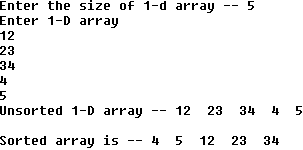 Enter the size of 1-d array -- 5
Enter 1-D array
12
23
34
4
5
Unsorted 1-D array -- 12  23  34  4  5
Sorted array is -- 4  5  12  23  34